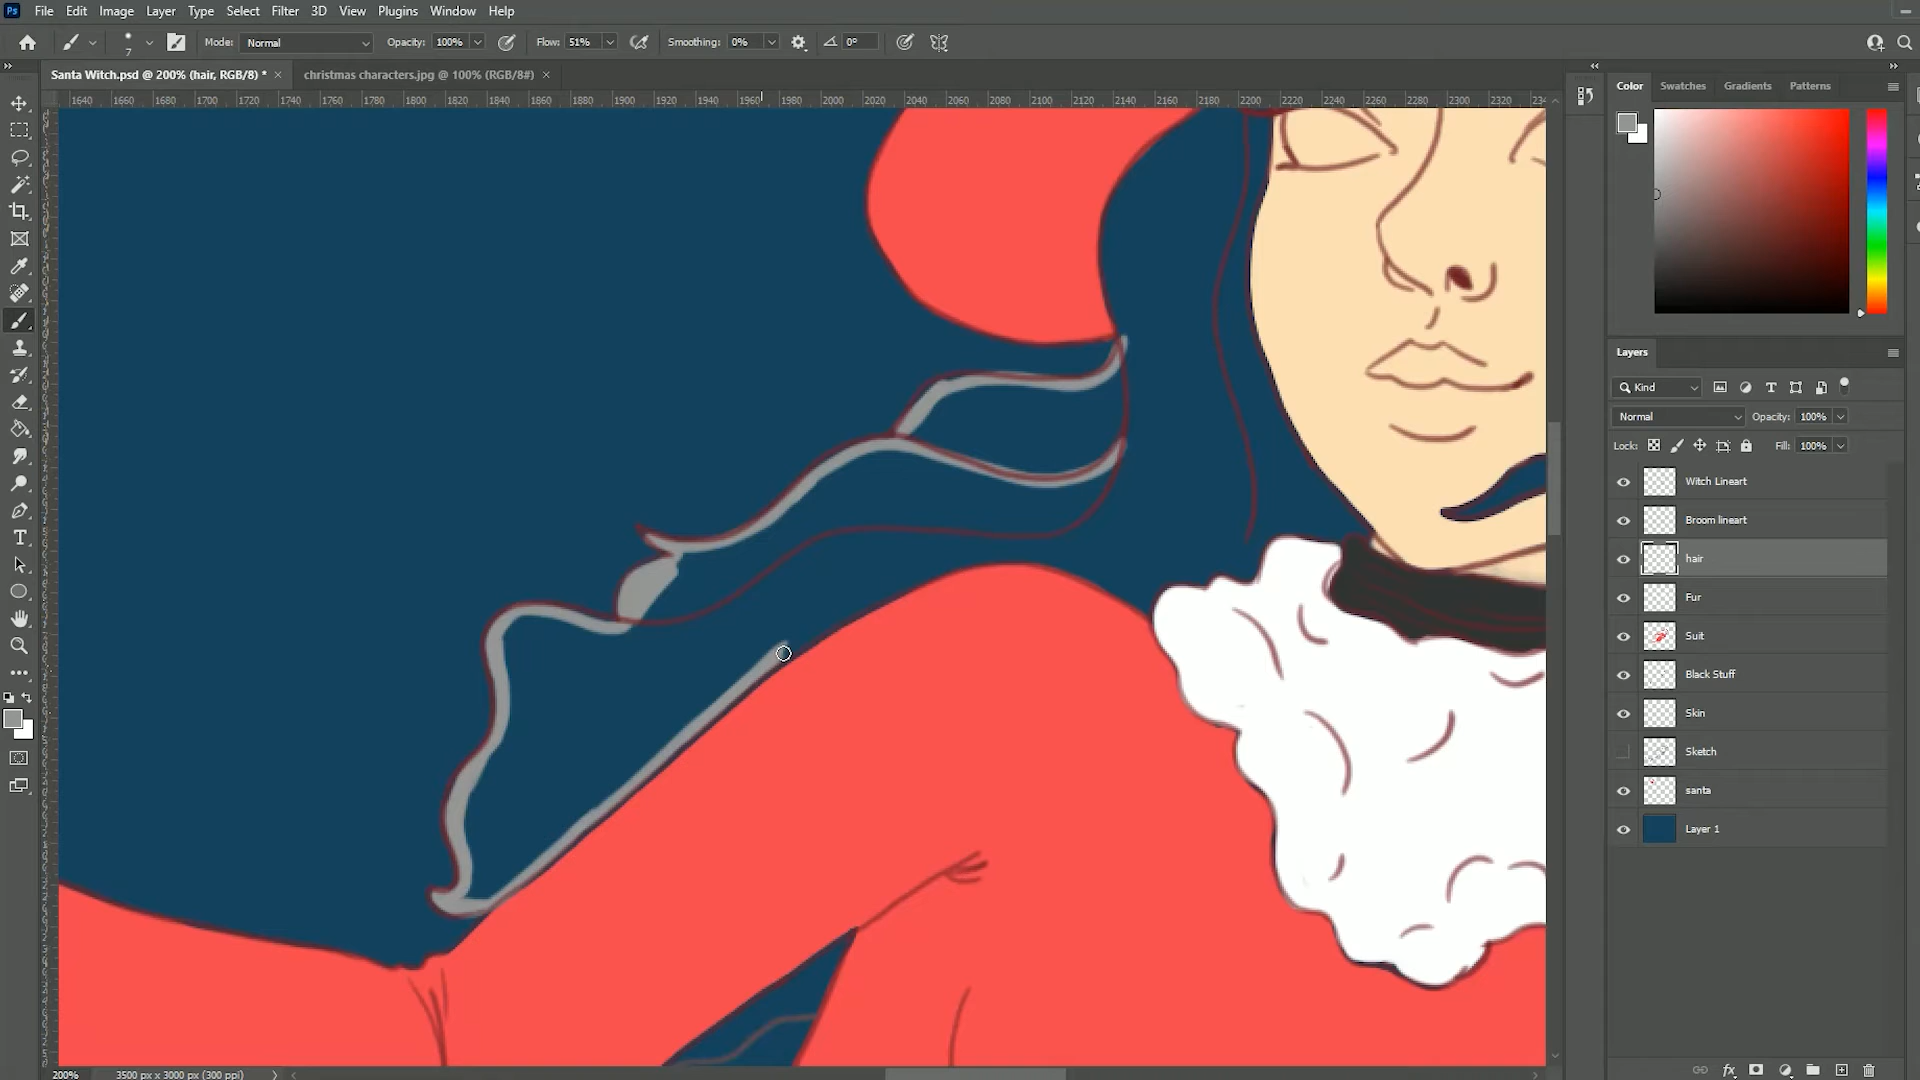 Ps File Edit Image Layer Type Select Filter 3D View Plugins Window Help
7 Mode: Normal Opacity: 100% Flow: 51% Smoothing: 0% 0°
Santa Witch.psd @ 200% (hair, RGB/8) * × christmas characters.jpg @ 100% (RGB/8#) ×
1640 1660 1680 1700 1720 1740 1760 1780 1800 1820 1840 1860 1880 1900 1920 1940 1960 1980 2000 2020 2040 2060 2080 2100 2120 2140 2160 2180 2200 2220 2240 2260 2280 2300 2320
Color Swatches Gradients Patterns
Layers
Kind
Normal Opacity: 100%
Lock: Fill: 100%
Witch Lineart
Broom lineart
hair
Fur
Suit
Black Stuff
Skin
Sketch
santa
Layer 1
200% 3500 px x 3000 px (300 ppi)